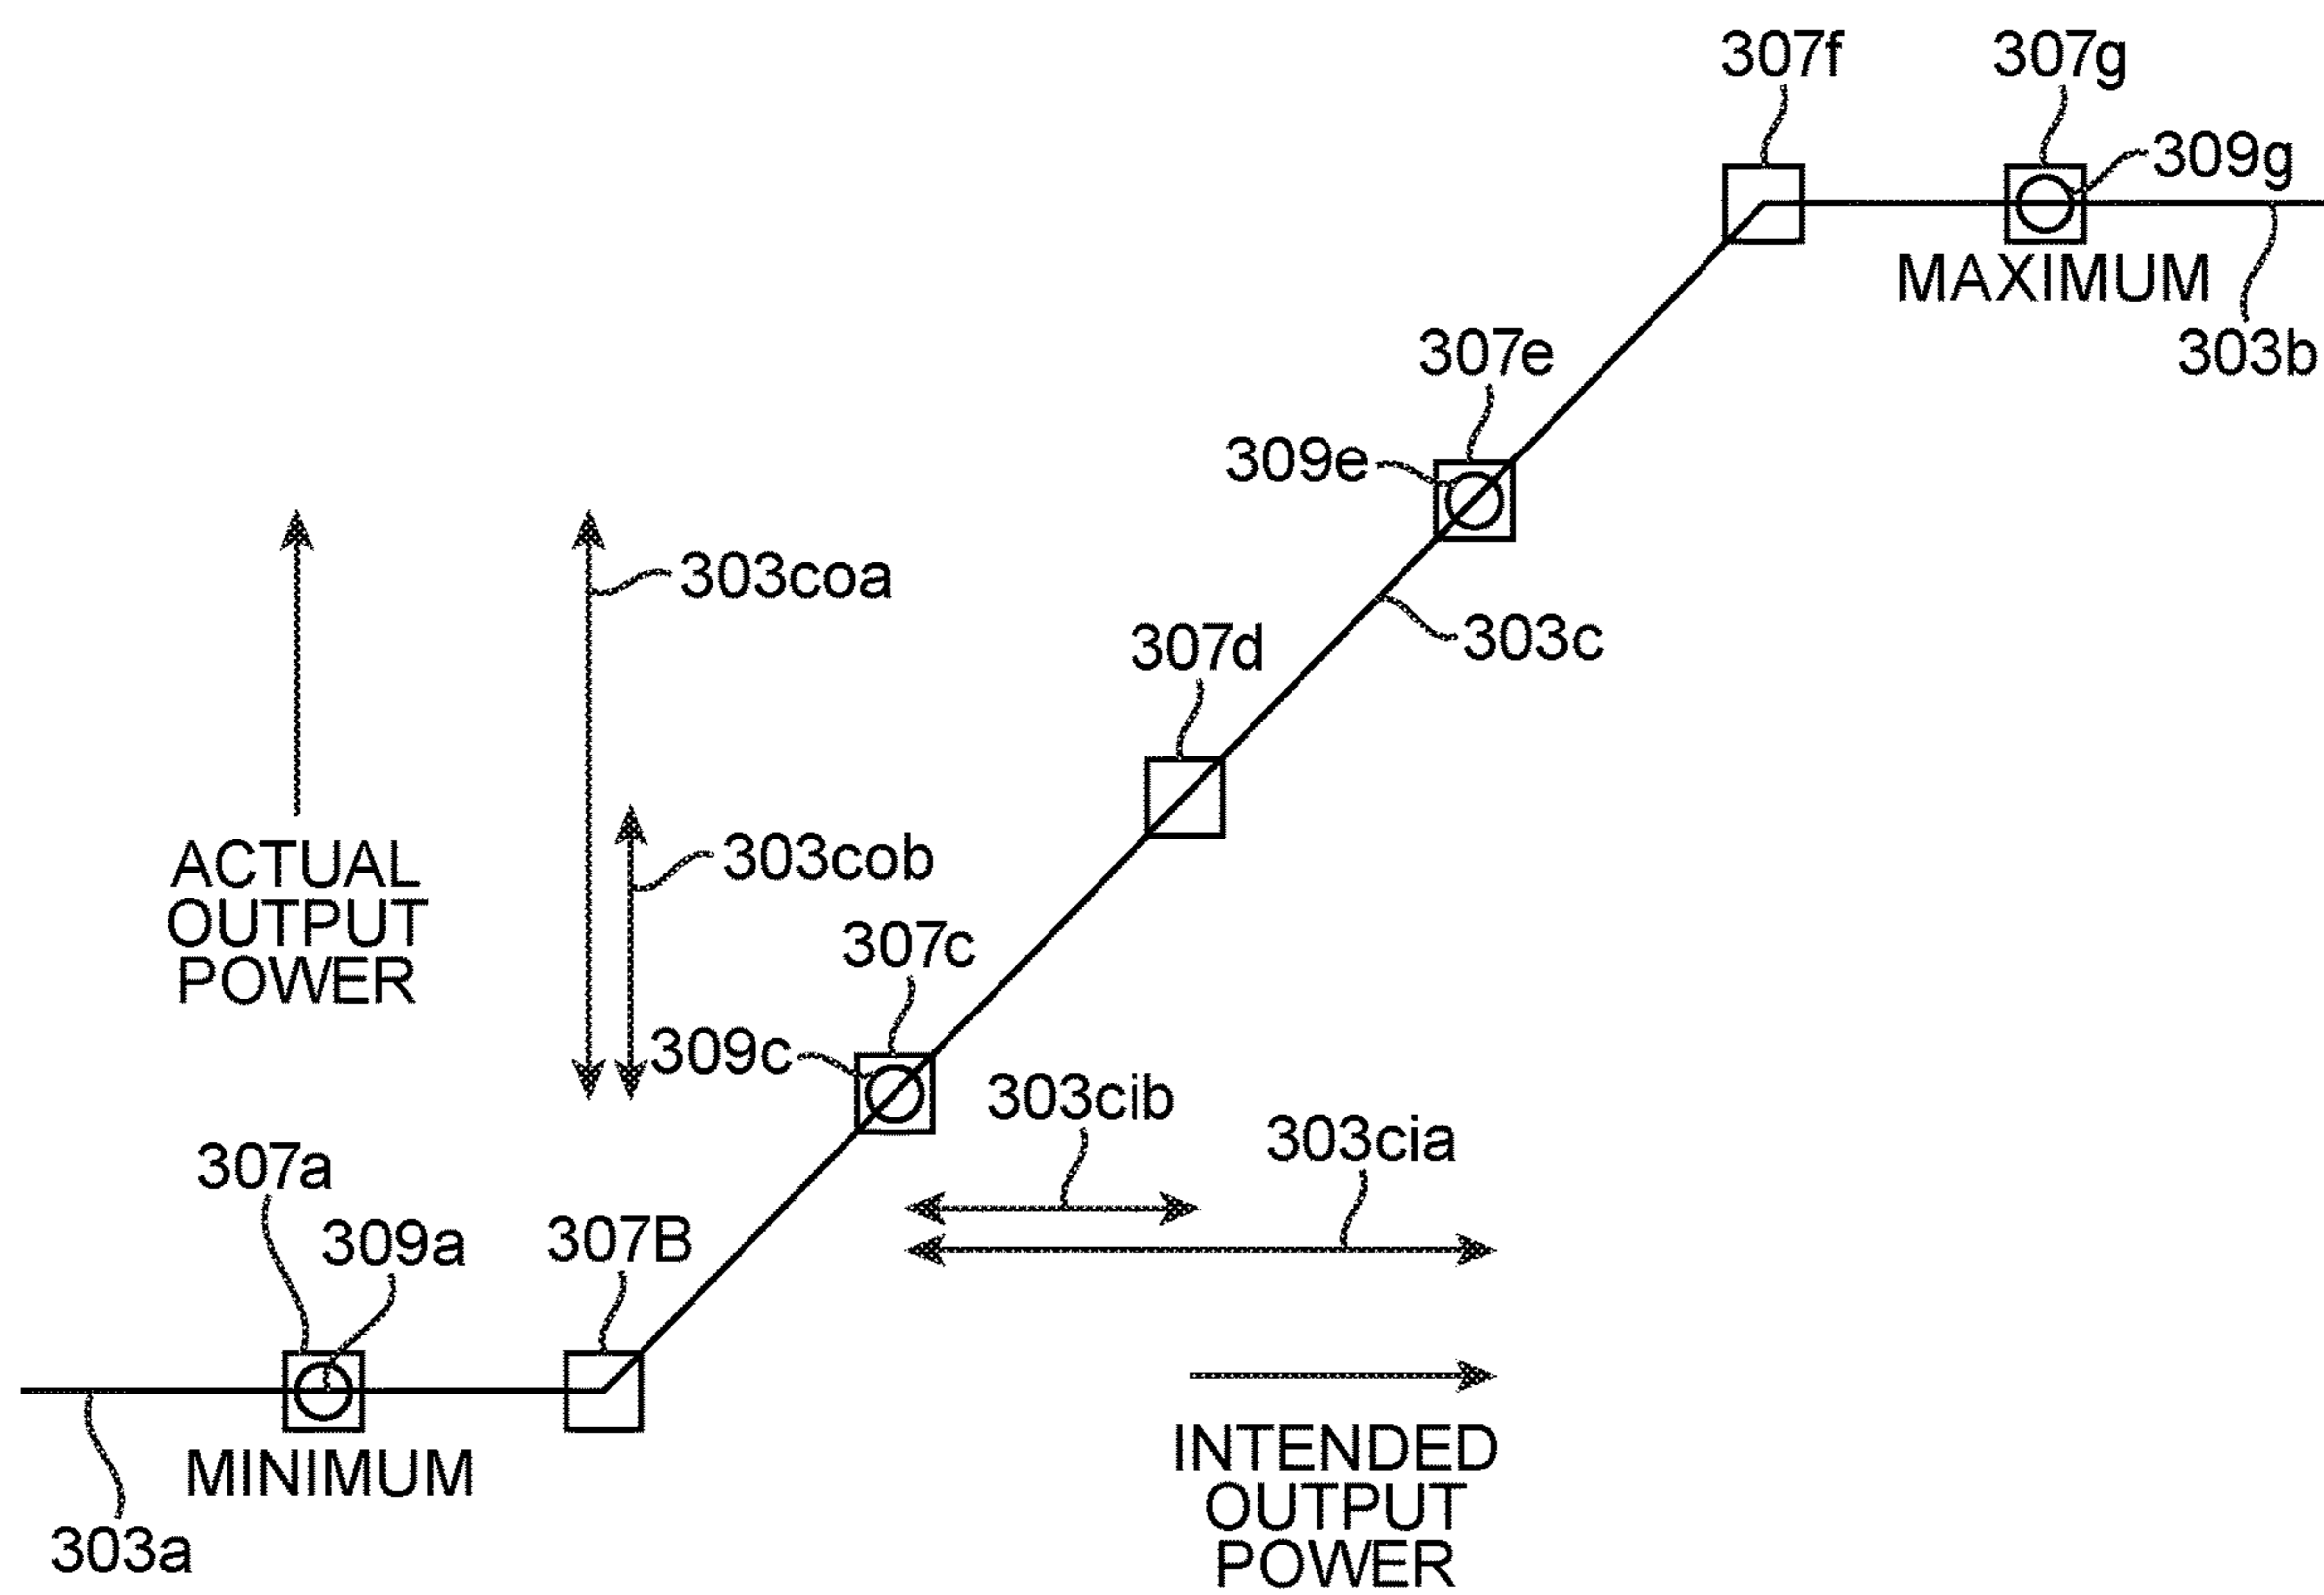 307f
307g
309g
MAXIMUM
303b
307e
309e
303coa
303c
307d
303cob
ACTUAL
OUTPUT
POWER
307c
309c
303cib
303cia
307a
309a
307B
MINIMUM
INTENDED
OUTPUT
POWER
303a